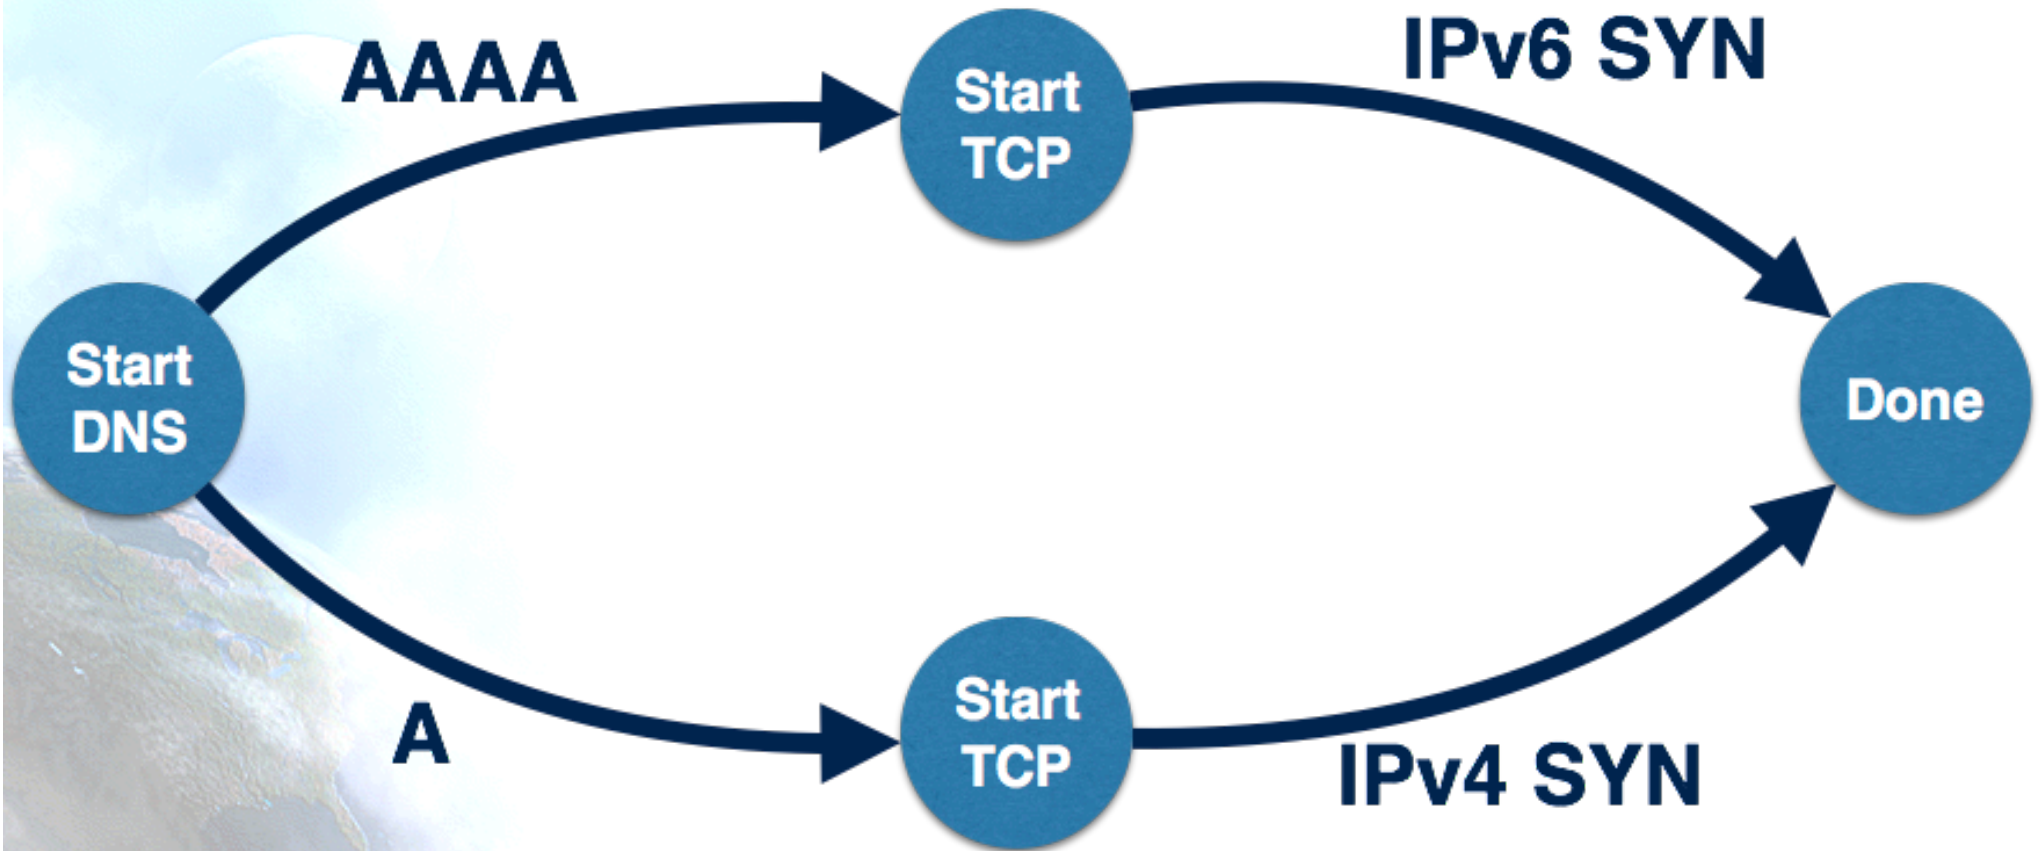 AAAA
Start
TCP
IPv6 SYN
Start
DNS
Done
A
Start
TCP
IPv4 SYN